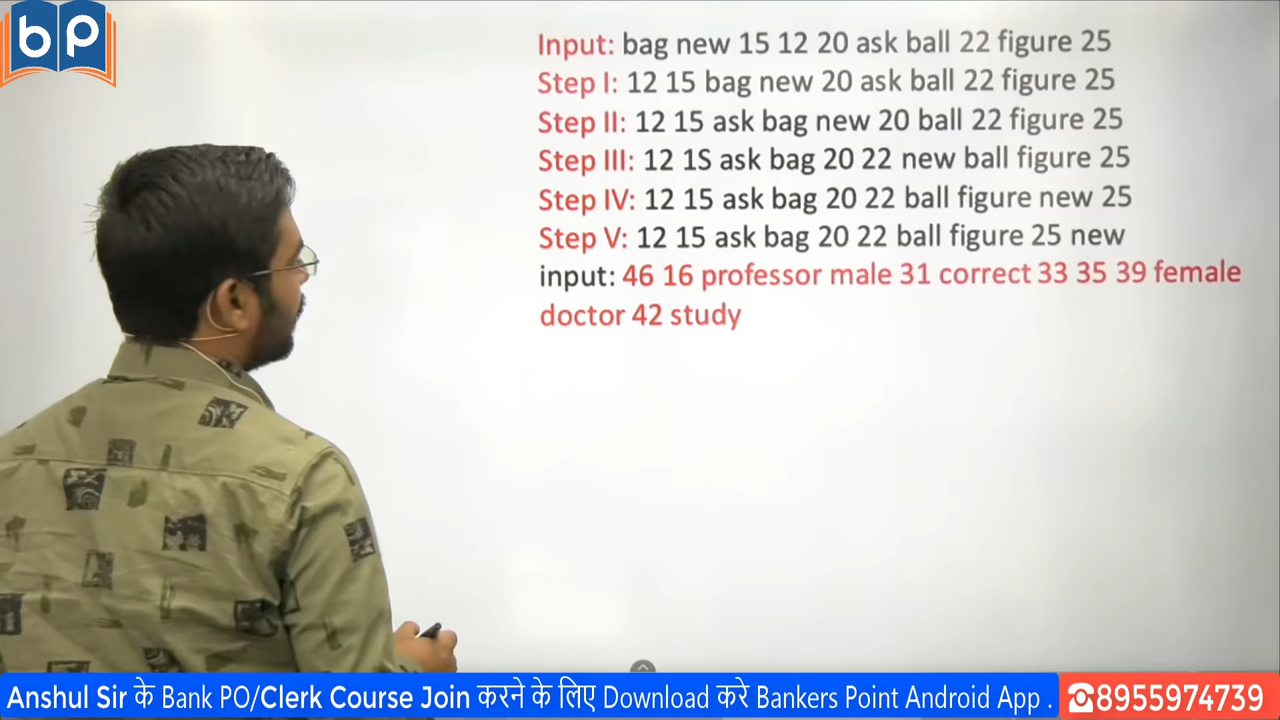 bp
Input: bag new 15 12 20 ask ball 22 figure 25
Step I: 12 15 bag new 20 ask ball 22 figure 25
Step II: 12 15 ask bag new 20 ball 22 figure 25
Step III: 12 1S ask bag 20 22 new ball figure 25
Step IV: 12 15 ask bag 20 22 ball figure new 25
Step V: 12 15 ask bag 20 22 ball figure 25 new
input: 46 16 professor male 31 correct 33 35 39 female
doctor 42 study
Anshul Sir के Bank PO/Clerk Course Join करने के लिए Download करे Bankers Point Android App .
☎8955974739